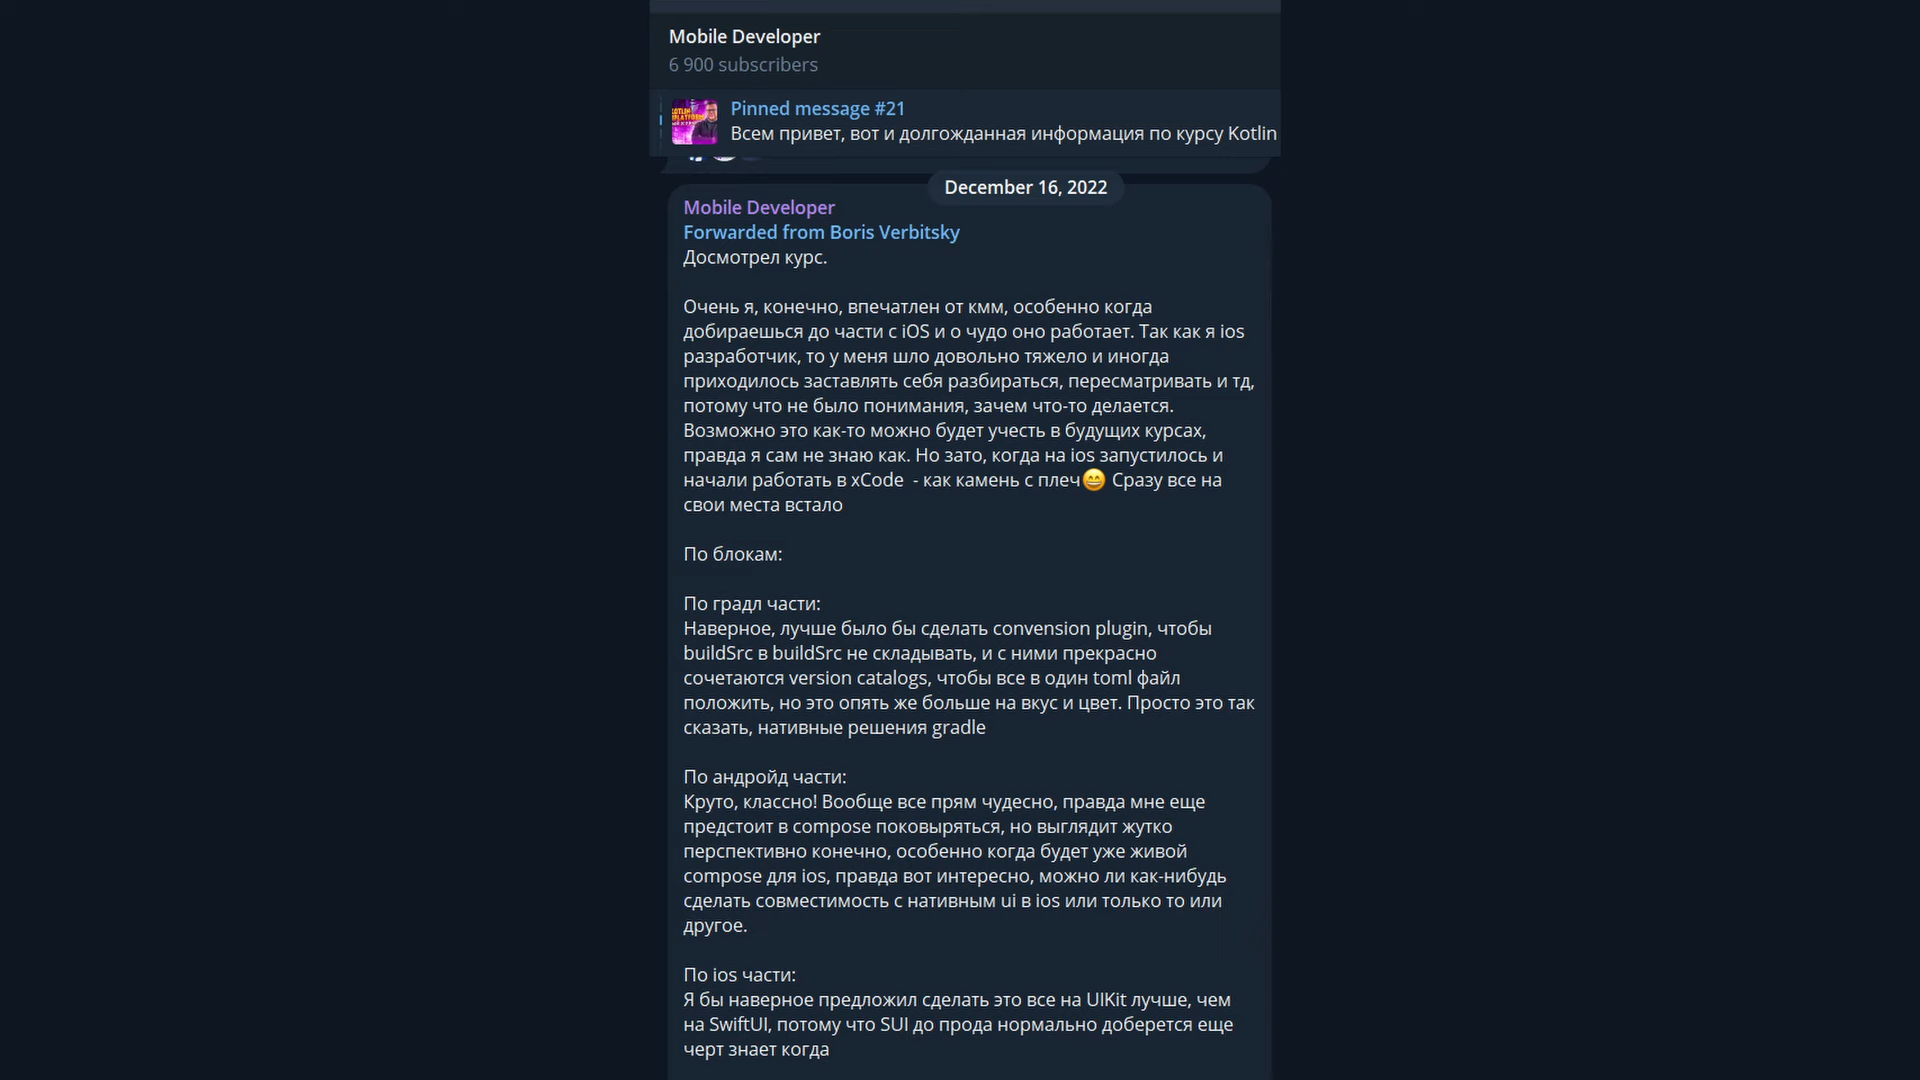 Mobile Developer
6 900 subscribers
Pinned message #21
Всем привет, вот и долгожданная информация по курсу Kotlin
December 16, 2022
Mobile Developer
Forwarded from Boris Verbitsky
Досмотрел курс.
Очень я, конечно, впечатлен от кмм, особенно когда
добираешься до части с iOS и о чудо оно работает. Так как я ios
разработчик, то у меня шло довольно тяжело и иногда
приходилось заставлять себя разбираться, пересматривать и тд,
потому что не было понимания, зачем что-то делается.
Возможно это как-то можно будет учесть в будущих курсах,
правда я сам не знаю как. Но зато, когда на ios запустилось и
начали работать в xCode  - как камень с плеч😄 Сразу все на
свои места встало
По блокам:
По градл части:
Наверное, лучше было бы сделать convension plugin, чтобы
buildSrc в buildSrc не складывать, и с ними прекрасно
сочетаются version catalogs, чтобы все в один toml файл
положить, но это опять же больше на вкус и цвет. Просто это так
сказать, нативные решения gradle
По андройд части:
Круто, классно! Вообще все прям чудесно, правда мне еще
предстоит в compose поковыряться, но выглядит жутко
перспективно конечно, особенно когда будет уже живой
compose для ios, правда вот интересно, можно ли как-нибудь
сделать совместимость с нативным ui в ios или только то или
другое.
По ios части:
Я бы наверное предложил сделать это все на UIKit лучше, чем
на SwiftUI, потому что SUI до прода нормально доберется еще
черт знает когда